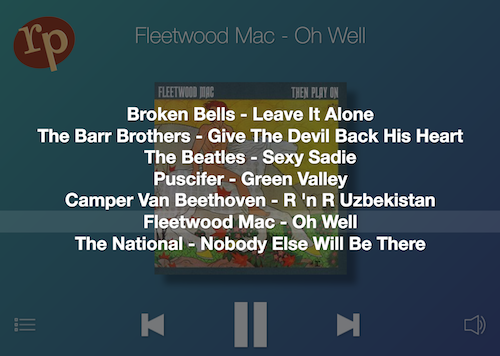 rp
Fleetwood Mac - Oh Well
FLEETWOOD MAC THEN PLAY ON
Broken Bells - Leave It Alone
The Barr Brothers - Give The Devil Back His Heart
The Beatles - Sexy Sadie
Puscifer - Green Valley
Camper Van Beethoven - R 'n R Uzbekistan
Fleetwood Mac - Oh Well
The National - Nobody Else Will Be There